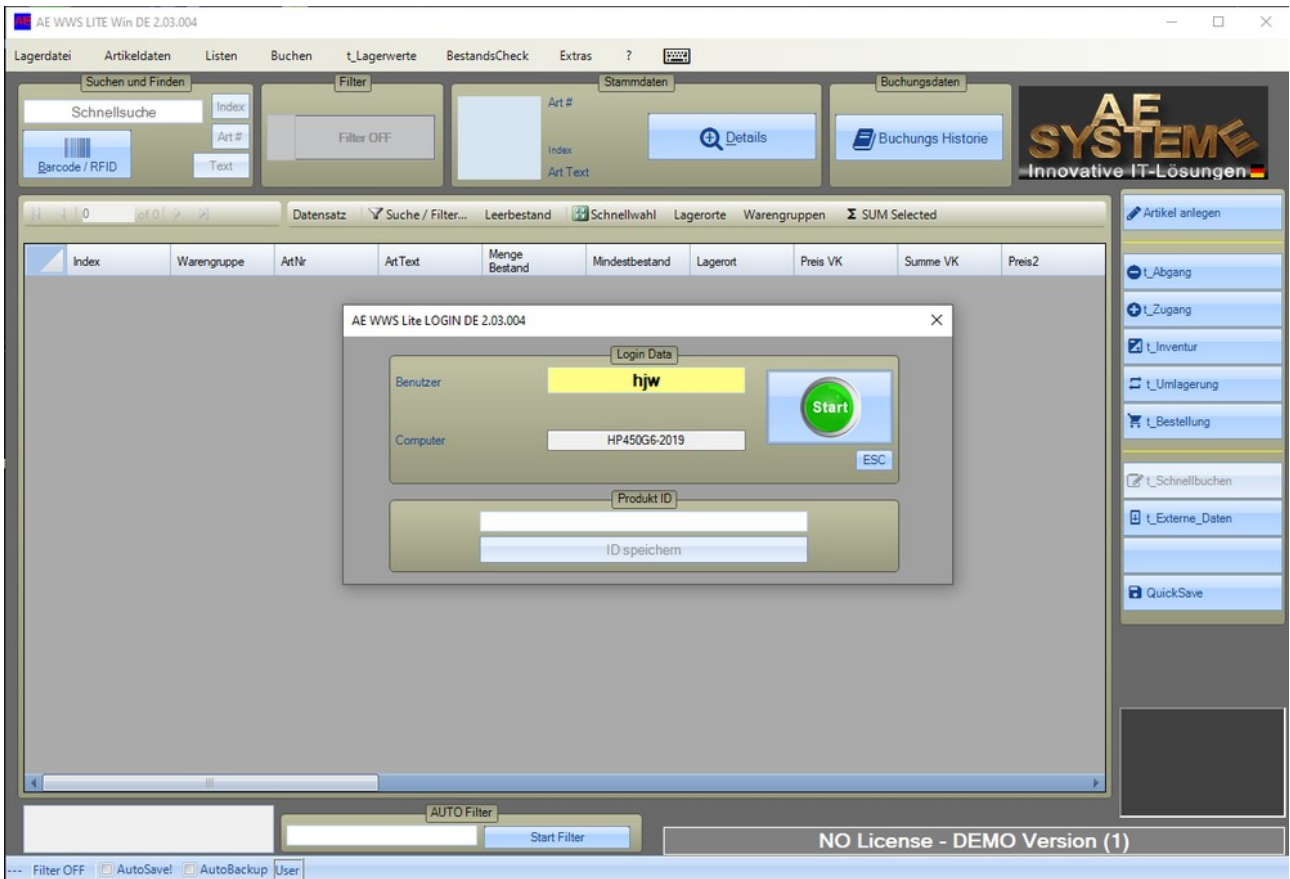 AE AE WWS LITE Win DE 2.03.004
Lagerdatei Artikeldaten Listen Buchen t_Lagerwerte BestandsCheck Extras ?
Suchen und Finden
Schnellsuche
Index
Art #
Text
Barcode / RFID
Filter
Filter OFF
Stammdaten
Art #
Index
Art Text
Details
Buchungsdaten
Buchungs Historie
AE
SYSTEME
Innovative IT-Lösungen
0 of 0
Datensatz Suche / Filter... Leerbestand Schnellwahl Lagerorte Warengruppen Σ SUM Selected
Index Warengruppe ArtNr ArtText Menge Bestand Mindestbestand Lagerort Preis VK Summe VK Preis2
Artikel anlegen
t_Abgang
t_Zugang
t_Inventur
t_Umlagerung
t_Bestellung
t_Schnellbuchen
t_Externe_Daten
QuickSave
AE WWS Lite LOGIN DE 2.03.004
Login Data
Benutzer hjw
Start
Computer HP450G6-2019
ESC
Produkt ID
ID speichern
AUTO Filter
Start Filter
NO License - DEMO Version (1)
--- Filter OFF AutoSave! AutoBackup User